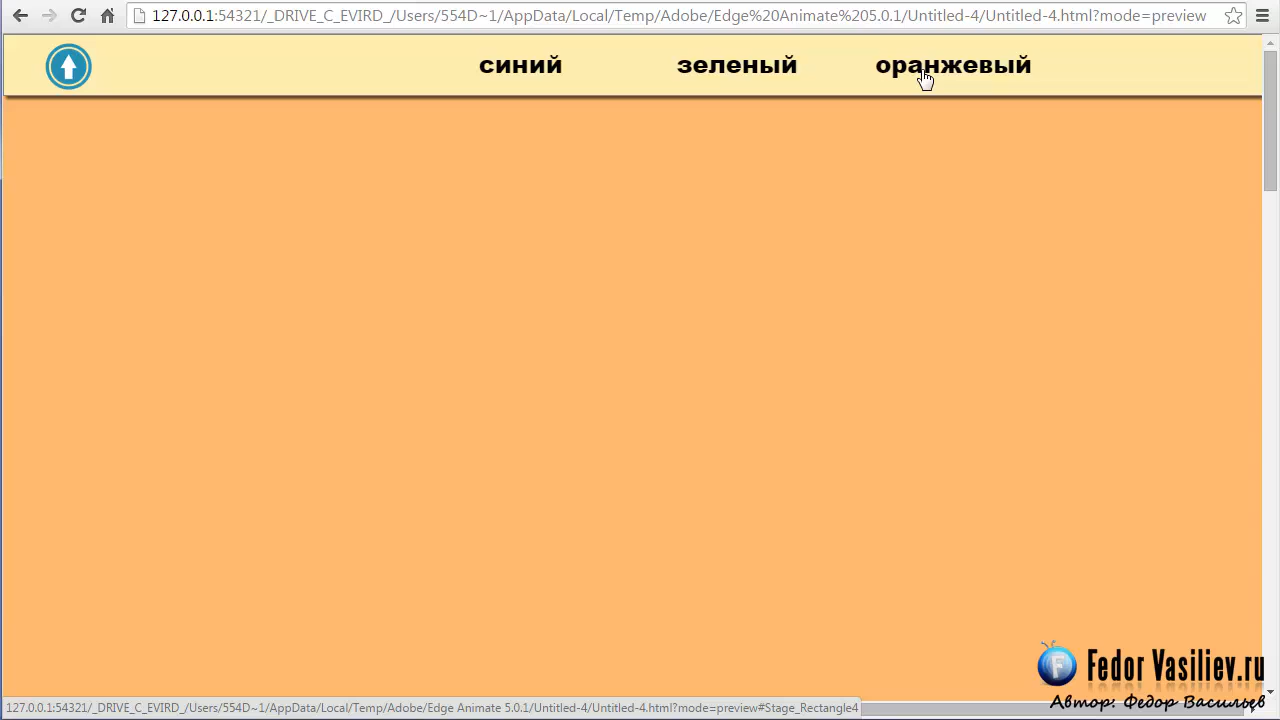 127.0.0.1:54321/_DRIVE_C_EVIRD_/Users/554D~1/AppData/Local/Temp/Adobe/Edge%20Animate%205.0.1/Untitled-4/Untitled-4.html?mode=preview
синий зеленый оранжевый
F Fedor Vasiliev.ru
Автор: Федор Васильев
127.0.0.1:54321/_DRIVE_C_EVIRD_/Users/554D~1/AppData/Local/Temp/Adobe/Edge Animate 5.0.1/Untitled-4/Untitled-4.html?mode=preview#Stage_Rectangle4